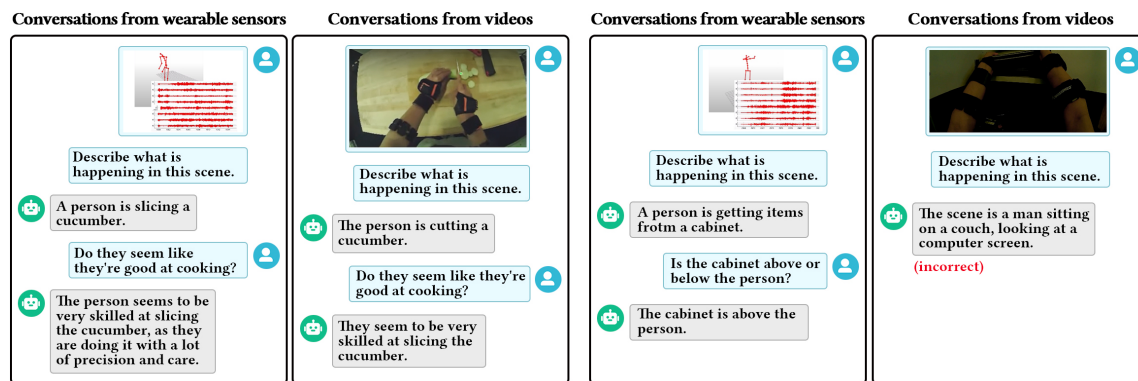 Conversations from wearable sensors
Describe what is
happening in this scene.
A person is slicing a
cucumber.
Do they seem like
they're good at cooking?
The person seems to be
very skilled at slicing
the cucumber, as they
are doing it with a lot
of precision and care.
Conversations from videos
Describe what is
happening in this scene.
The person is cutting a
cucumber.
Do they seem like they're
good at cooking?
They seem to be very
skilled at slicing the
cucumber.
Conversations from wearable sensors
Describe what is
happening in this scene.
A person is getting items
frotm a cabinet.
Is the cabinet above or
below the person?
The cabinet is above the
person.
Conversations from videos
Describe what is
happening in this scene.
The scene is a man sitting
on a couch, looking at a
computer screen.
(incorrect)